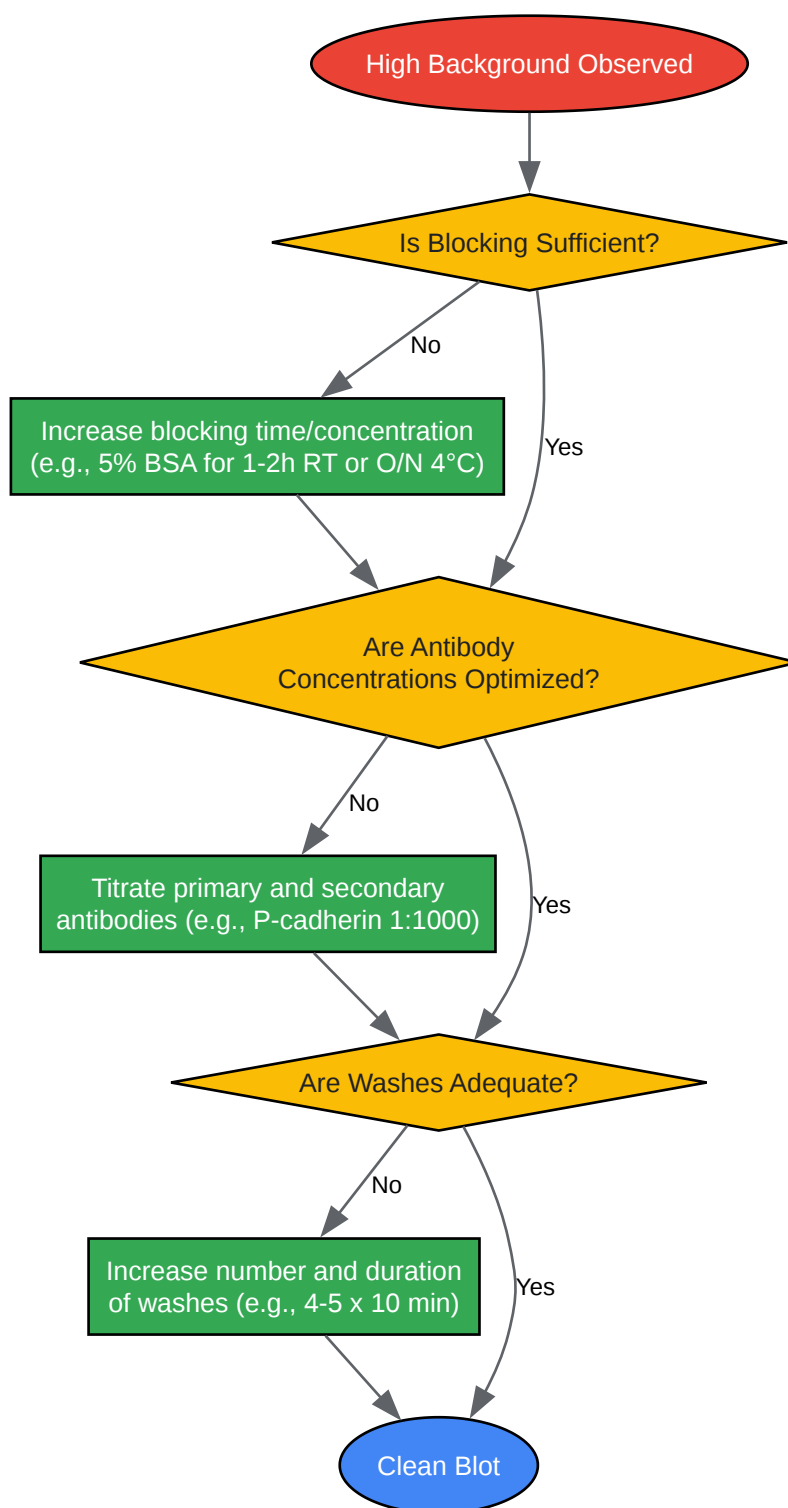 High Background Observed
Is Blocking Sufficient?
No
Increase blocking time/concentration
(e.g., 5% BSA for 1-2h RT or O/N 4°C)
Yes
Are Antibody
Concentrations Optimized?
No
Titrate primary and secondary
antibodies (e.g., P-cadherin 1:1000)
Yes
Are Washes Adequate?
No
Increase number and duration
of washes (e.g., 4-5 x 10 min)
Yes
Clean Blot